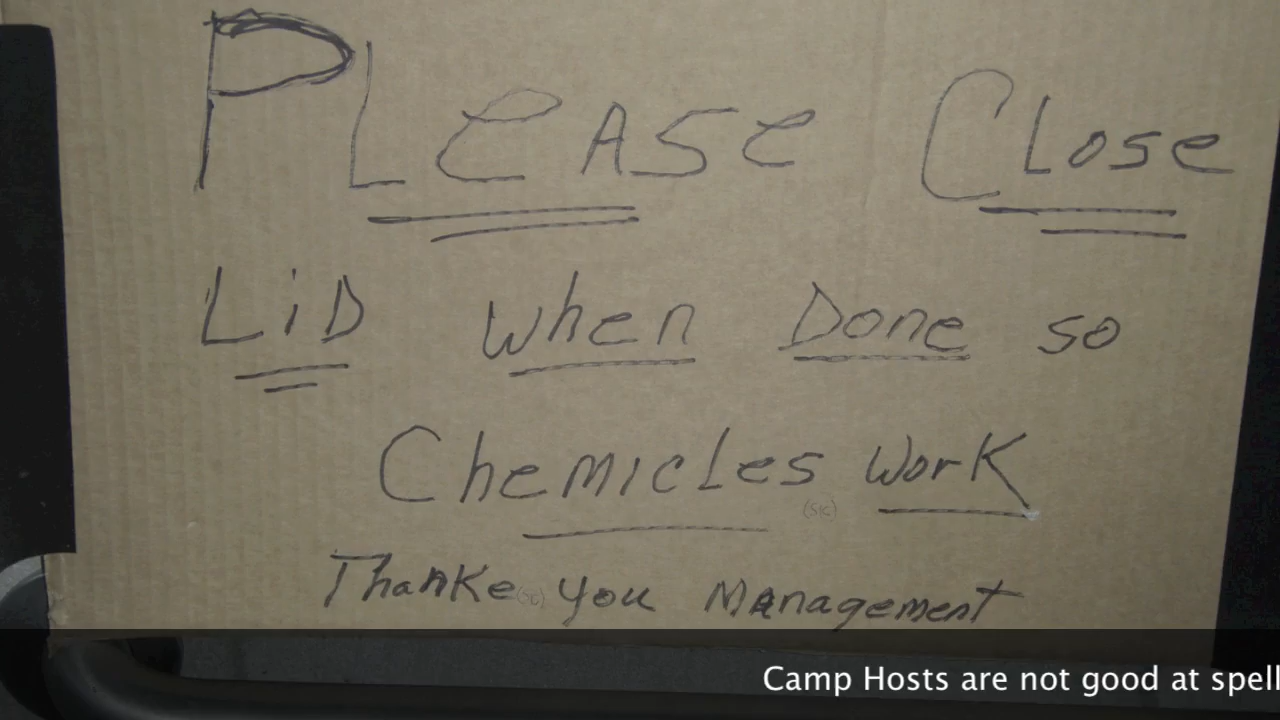 PLeASe Close
LiD when Done so
Chemicles work
(sic)
Thanke (sic) you Management
Camp Hosts are not good at spell